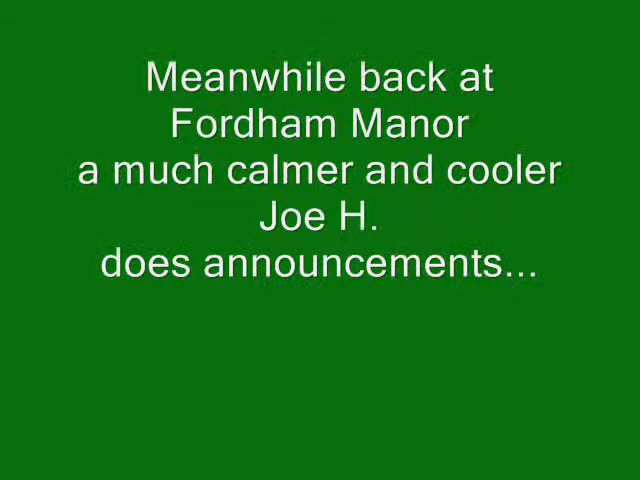 Meanwhile back at
Fordham Manor
a much calmer and cooler
Joe H.
does announcements...